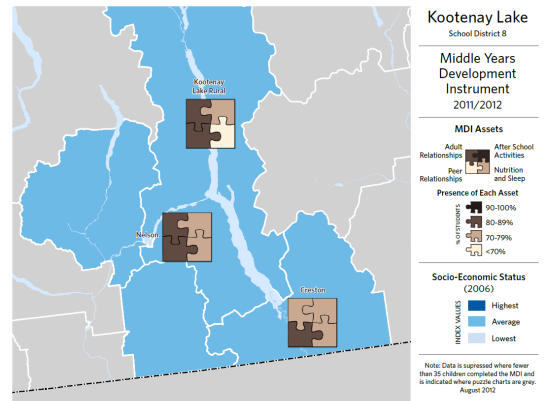 Kootenay Lake
School District 8
Middle Years
Development
Instrument
2011/2012
MDI Assets
Adult
Relationships
After School
Activities
Peer
Relationships
Nutrition
and Sleep
Presence of Each Asset
% OF STUDENTS
90-100%
80-89%
70-79%
<70%
Socio-Economic Status
(2006)
INDEX VALUES
Highest
Average
Lowest
Note: Data is supressed where fewer
than 35 children completed the MDI and
is indicated where puzzle charts are grey.
August 2012
Kootenay
Lake Rural
Nelson
Creston